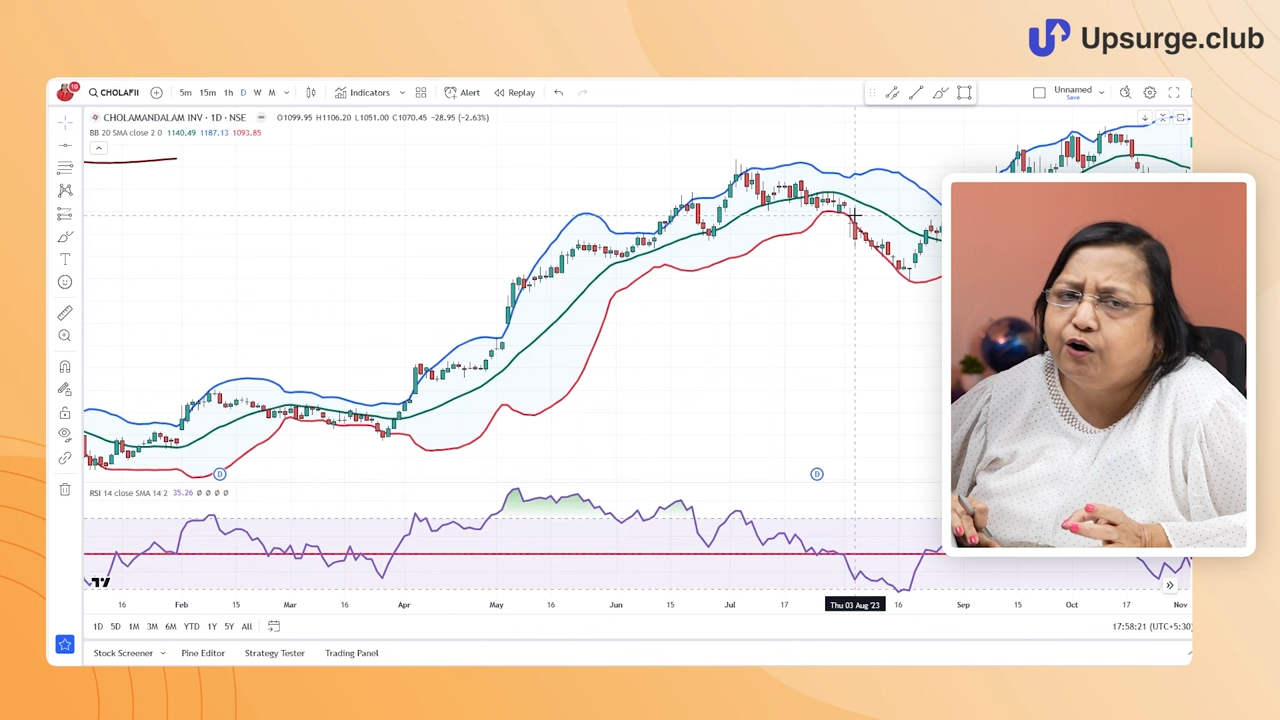 Upsurge.club
10
CHOLAFII
5m 15m 1h D W M
Indicators
Alert
Replay
Unnamed
Save
CHOLAMANDALAM INV · 1D · NSE O1099.95 H1106.20 L1051.00 C1070.45 −28.95 (−2.63%)
BB 20 SMA close 2 0 1140.49 1187.13 1093.85
D
D
RSI 14 close SMA 14 2 35.26 Ø Ø Ø Ø
16 Feb 15 Mar 16 Apr May 16 Jun 15 Jul 17 Thu 03 Aug '23 16 Sep 15 Oct 17 Nov
1D 5D 1M 3M 6M YTD 1Y 5Y All
17:58:21 (UTC+5:30)
Stock Screener Pine Editor Strategy Tester Trading Panel